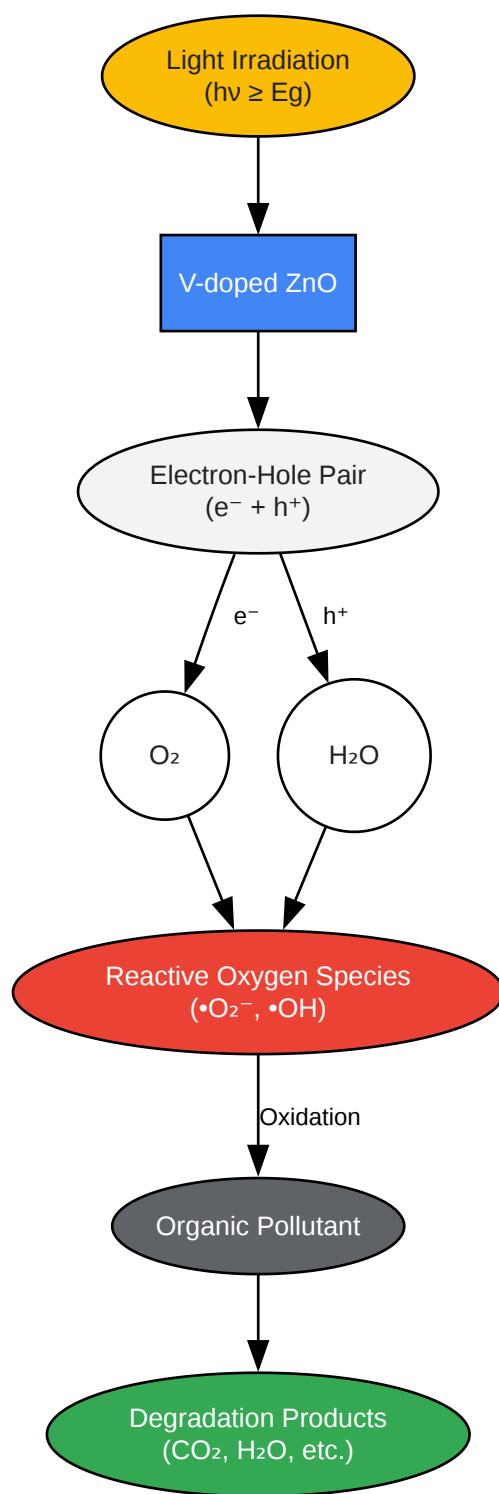 Light Irradiation
(hν ≥ Eg)
V-doped ZnO
Electron-Hole Pair
(e⁻ + h⁺)
e⁻
h⁺
O₂
H₂O
Reactive Oxygen Species
(•O₂⁻, •OH)
Oxidation
Organic Pollutant
Degradation Products
(CO₂, H₂O, etc.)